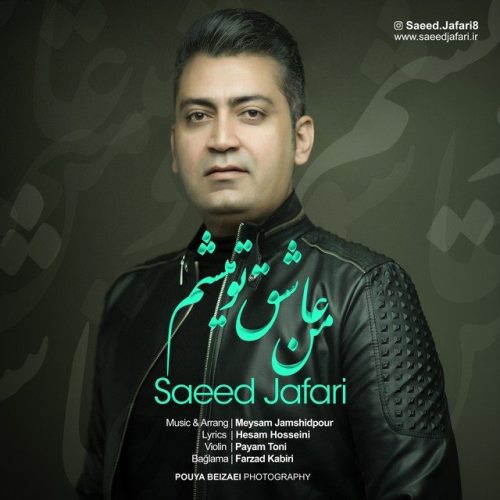 Saeed.Jafari8
www.saeedjafari.ir
من عاشق تو میشم
Saeed Jafari
Music & Arrang | Meysam Jamshidpour
Lyrics | Hesam Hosseini
Violin | Payam Toni
Bağlama | Farzad Kabiri
POUYA BEIZAEI PHOTOGRAPHY